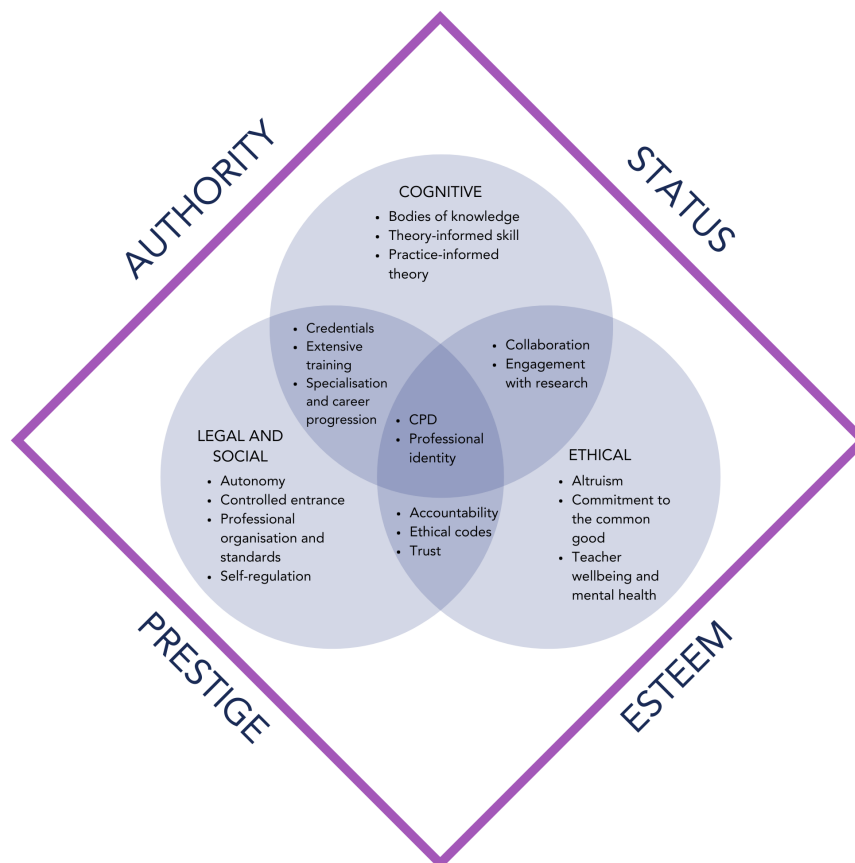 AUTHORITY
STATUS
COGNITIVE
• Bodies of knowledge
• Theory-informed skill
• Practice-informed
theory
• Credentials
• Extensive
training
• Specialisation
and career
progression
• Collaboration
• Engagement
with research
• CPD
• Professional
identity
LEGAL AND
SOCIAL
• Autonomy
• Controlled entrance
• Professional
organisation and
standards
• Self-regulation
ETHICAL
• Altruism
• Commitment to
the common
good
• Teacher
wellbeing and
mental health
• Accountability
• Ethical codes
• Trust
PRESTIGE
ESTEEM